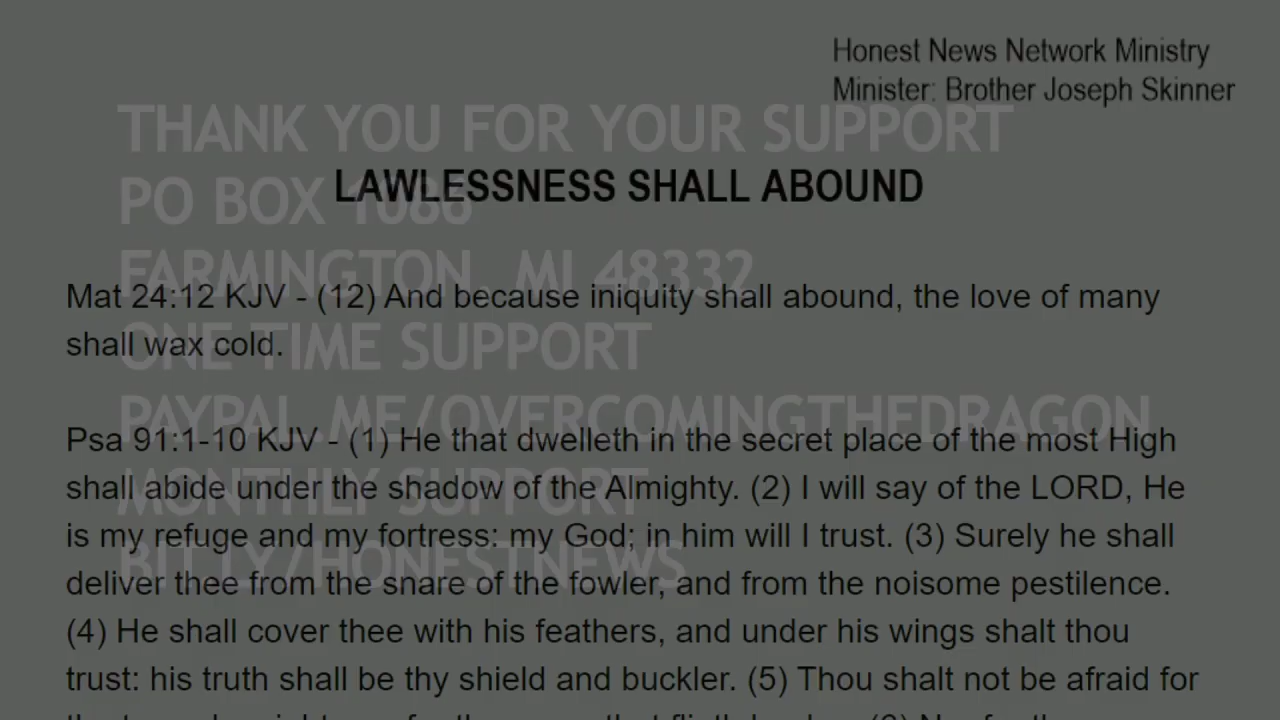 Honest News Network Ministry
Minister: Brother Joseph Skinner
THANK YOU FOR YOUR SUPPORT
LAWLESSNESS SHALL ABOUND
PO BOX 1086
FARMINGTON, MI 48332
Mat 24:12 KJV - (12) And because iniquity shall abound, the love of many
shall wax cold.
ONE TIME SUPPORT
PAYPAL.ME/OVERCOMINGTHEDRAGON
Psa 91:1-10 KJV - (1) He that dwelleth in the secret place of the most High
shall abide under the shadow of the Almighty. (2) I will say of the LORD, He
MONTHLY SUPPORT
is my refuge and my fortress: my God; in him will I trust. (3) Surely he shall
BIT.LY/HONESTNEWS
deliver thee from the snare of the fowler, and from the noisome pestilence.
(4) He shall cover thee with his feathers, and under his wings shalt thou
trust: his truth shall be thy shield and buckler. (5) Thou shalt not be afraid for